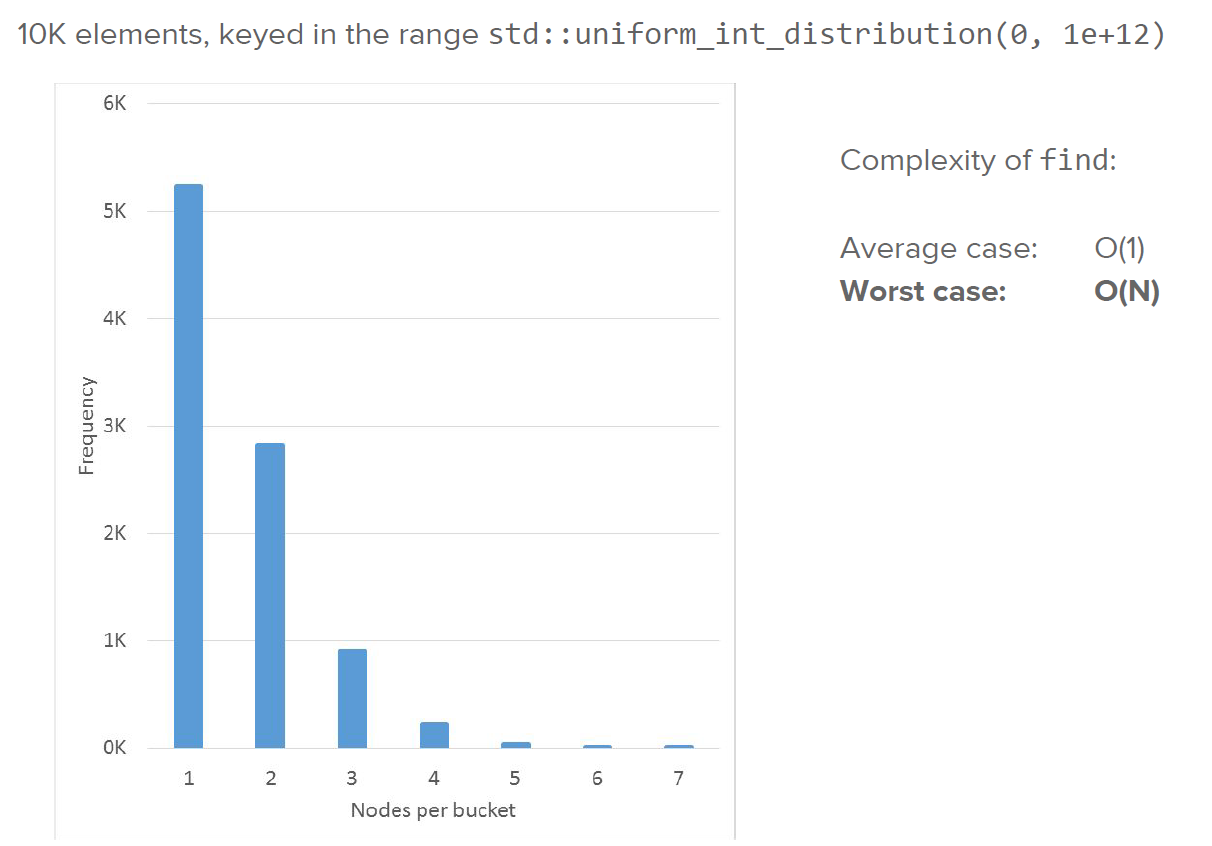 10K elements, keyed in the range std::uniform_int_distribution(0, 1e+12)
6K
5K
4K
3K
2K
1K
0K
Frequency
1 2 3 4 5 6 7
Nodes per bucket
Complexity of find:
Average case: O(1)
Worst case: O(N)